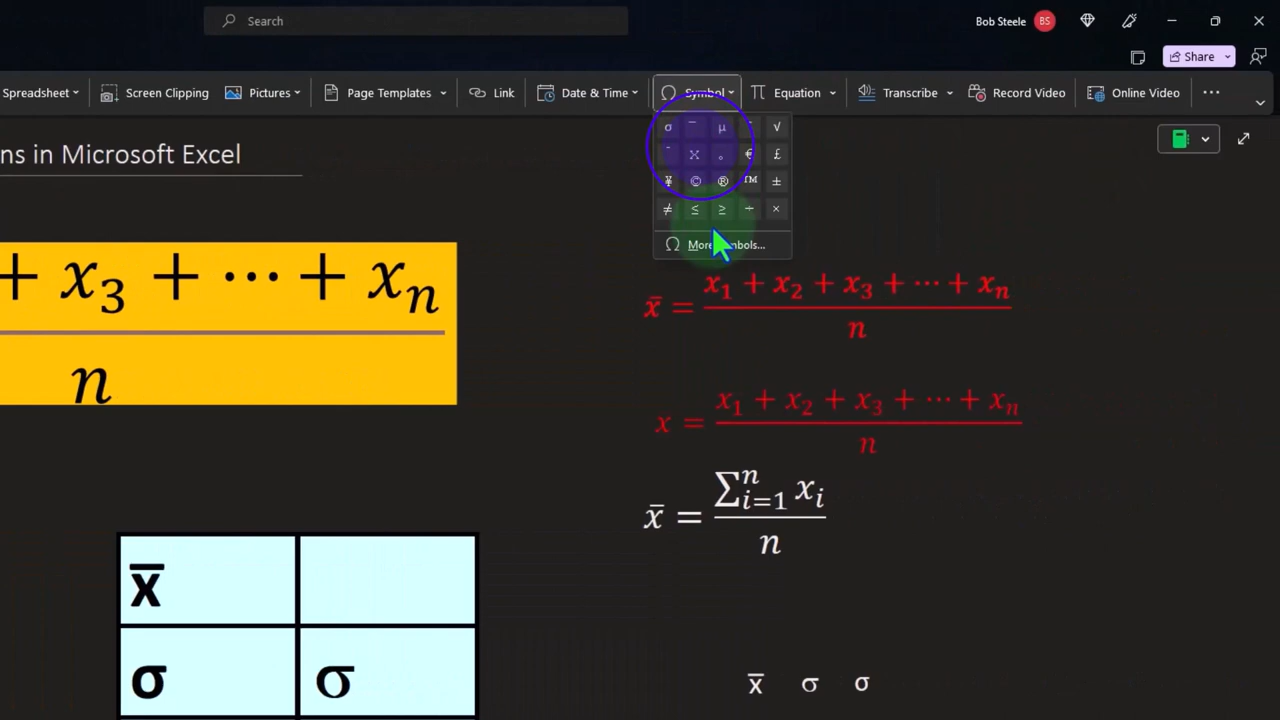 Search
Bob Steele BS
Share
Spreadsheet Screen Clipping Pictures Page Templates Link Date & Time Ω Symbol π Equation Transcribe Record Video Online Video ...
σ ¯ μ √
ns in Microsoft Excel
¯ x 。 € £
¥ © ® ™ ±
≠ ≤ ≥ ÷ ×
Ω More Symbols...
+ x₃ + ⋯ + xₙ
n
x̄ = x₁ + x₂ + x₃ + ⋯ + xₙ
n
x = x₁ + x₂ + x₃ + ⋯ + xₙ
n
x̄ = ∑ⁿᵢ₌₁ xᵢ
n
x̄
σ σ
x̄ σ σ